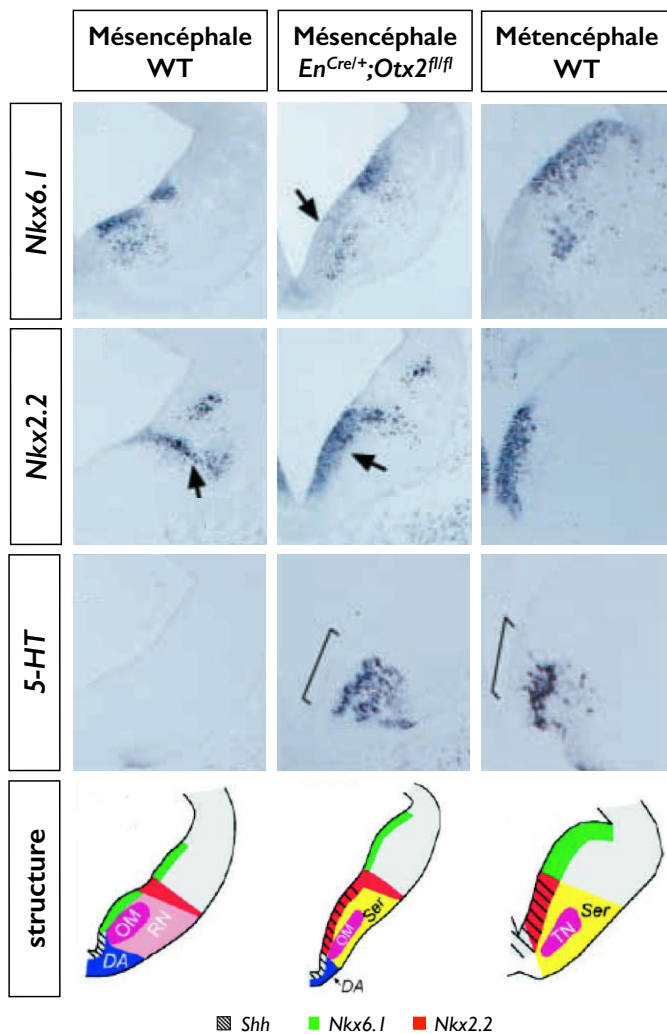 Mésencéphale
WT
Mésencéphale
En^Cre/+;Otx2^fl/fl
Métencéphale
WT
Nkx6.1
Nkx2.2
5-HT
structure
OM
RN
DA
Ser
OM
DA
Ser
TN
Shh Nkx6.1 Nkx2.2